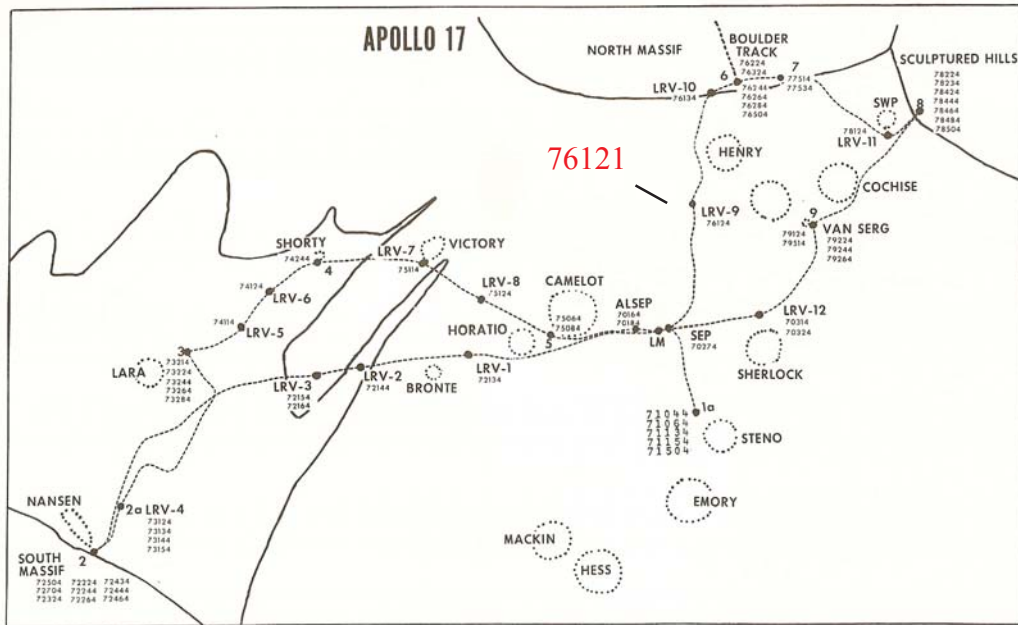 APOLLO 17
NORTH MASSIF
BOULDER
TRACK
76224
76324
6
7
77514
77534
SCULPTURED HILLS
78224
78234
78424
78444
78464
78484
78504
8
LRV-10
76134
76244
76264
76284
76504
SWP
78124
LRV-11
HENRY
76121
COCHISE
LRV-9
76124
9
VAN SERG
79124
79514
79224
79244
79264
SHORTY
74244
4
LRV-7
75114
VICTORY
74124
LRV-6
LRV-8
75124
CAMELOT
75064
75084
5
ALSEP
70164
70184
LM
SEP
70274
LRV-12
70314
70324
74114
LRV-5
HORATIO
SHERLOCK
3
LARA
73214
73224
73244
73264
73284
LRV-3
72154
72164
LRV-2
72144
BRONTE
LRV-1
72134
1a
71044
71064
71134
71154
71504
STENO
NANSEN
2a LRV-4
73124
73134
73144
73154
EMORY
2
MACKIN
HESS
SOUTH
MASSIF
72504 72224 72434
72704 72244 72444
72324 72264 72464